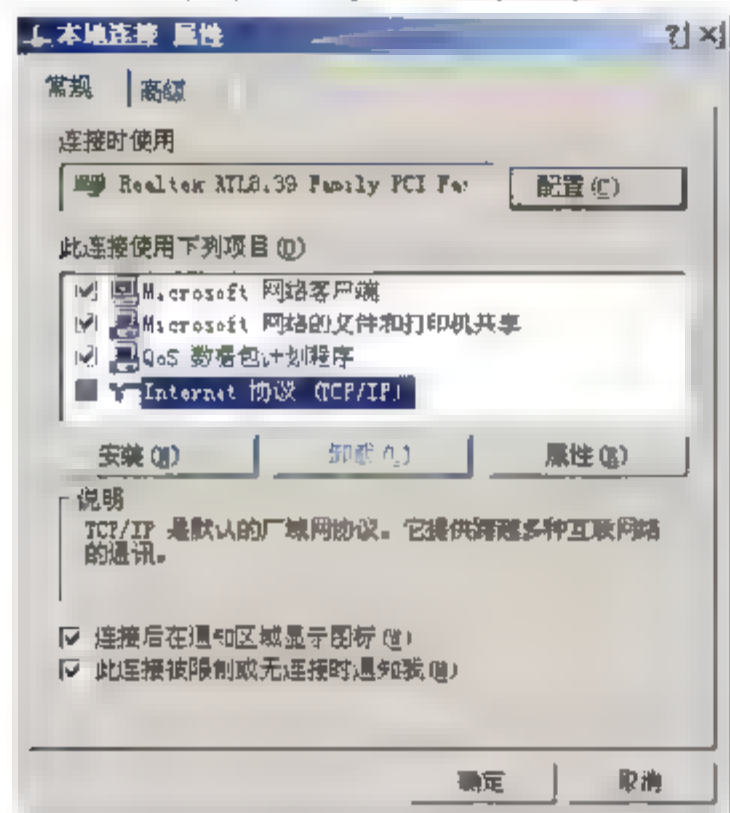 本地连接 属性
常规 高级
连接时使用
Realtek RTL8139 Family PCI Fa
配置(C)
此连接使用下列项目(O)
Microsoft 网络客户端
Microsoft 网络的文件和打印机共享
QoS 数据包计划程序
Internet 协议 (TCP/IP)
安装(N) 卸载(U) 属性(R)
说明
TCP/IP 是默认的广域网协议。它提供跨越多种互联网络
的通讯。
连接后在通知区域显示图标(W)
此连接被限制或无连接时通知我(M)
确定 取消